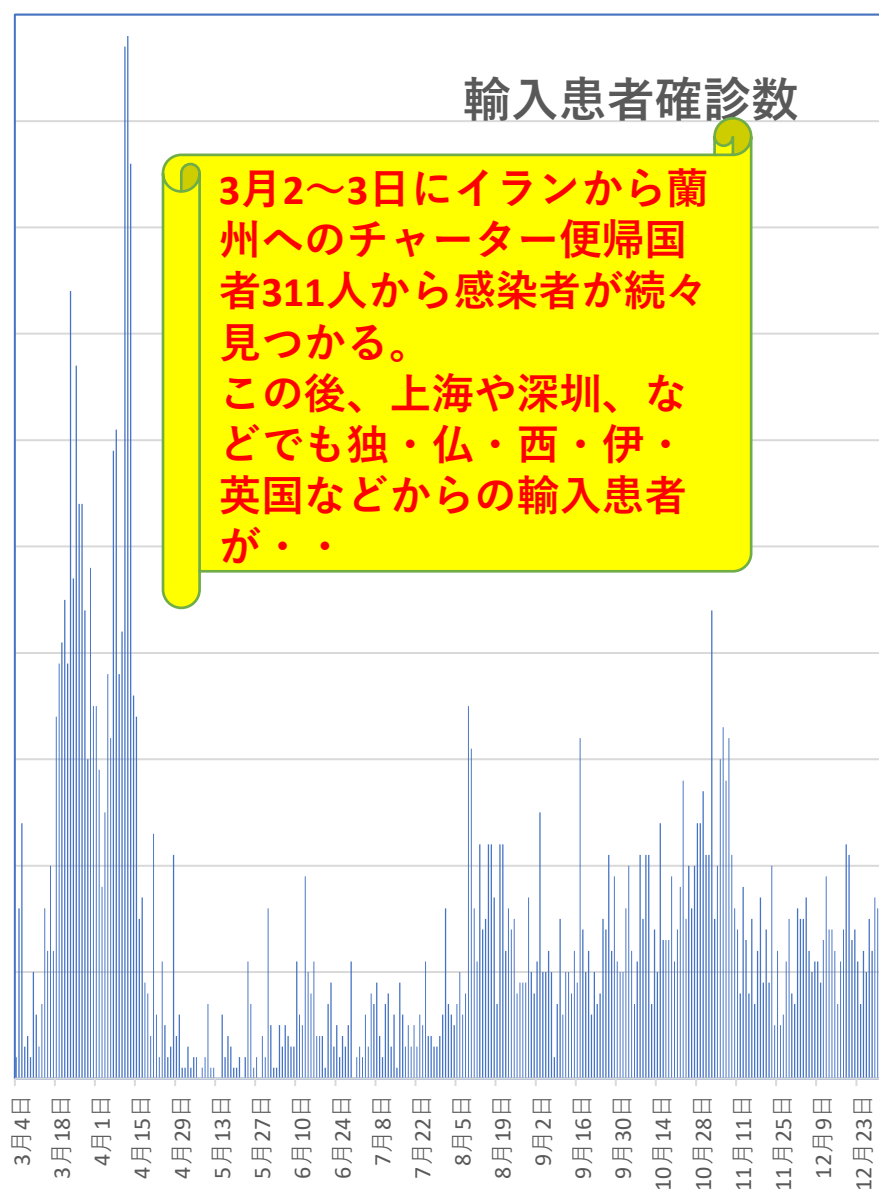 輸入患者確診数
3月2～3日にイランから蘭
州へのチャーター便帰国
者311人から感染者が続々
見つかる。
この後、上海や深圳、な
どでも独・仏・西・伊・
英国などからの輸入患者
が・・
3月4日
3月18日
4月1日
4月15日
4月29日
5月13日
5月27日
6月10日
6月24日
7月8日
7月22日
8月5日
8月19日
9月2日
9月16日
9月30日
10月14日
10月28日
11月11日
11月25日
12月9日
12月23日